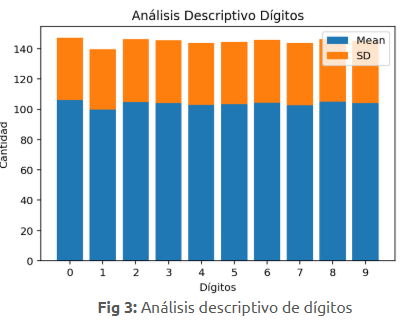 Análisis Descriptivo Dígitos
Mean
SD
140
120
100
80
60
40
20
0
Cantidad
0 1 2 3 4 5 6 7 8 9
Dígitos
Fig 3: Análisis descriptivo de dígitos